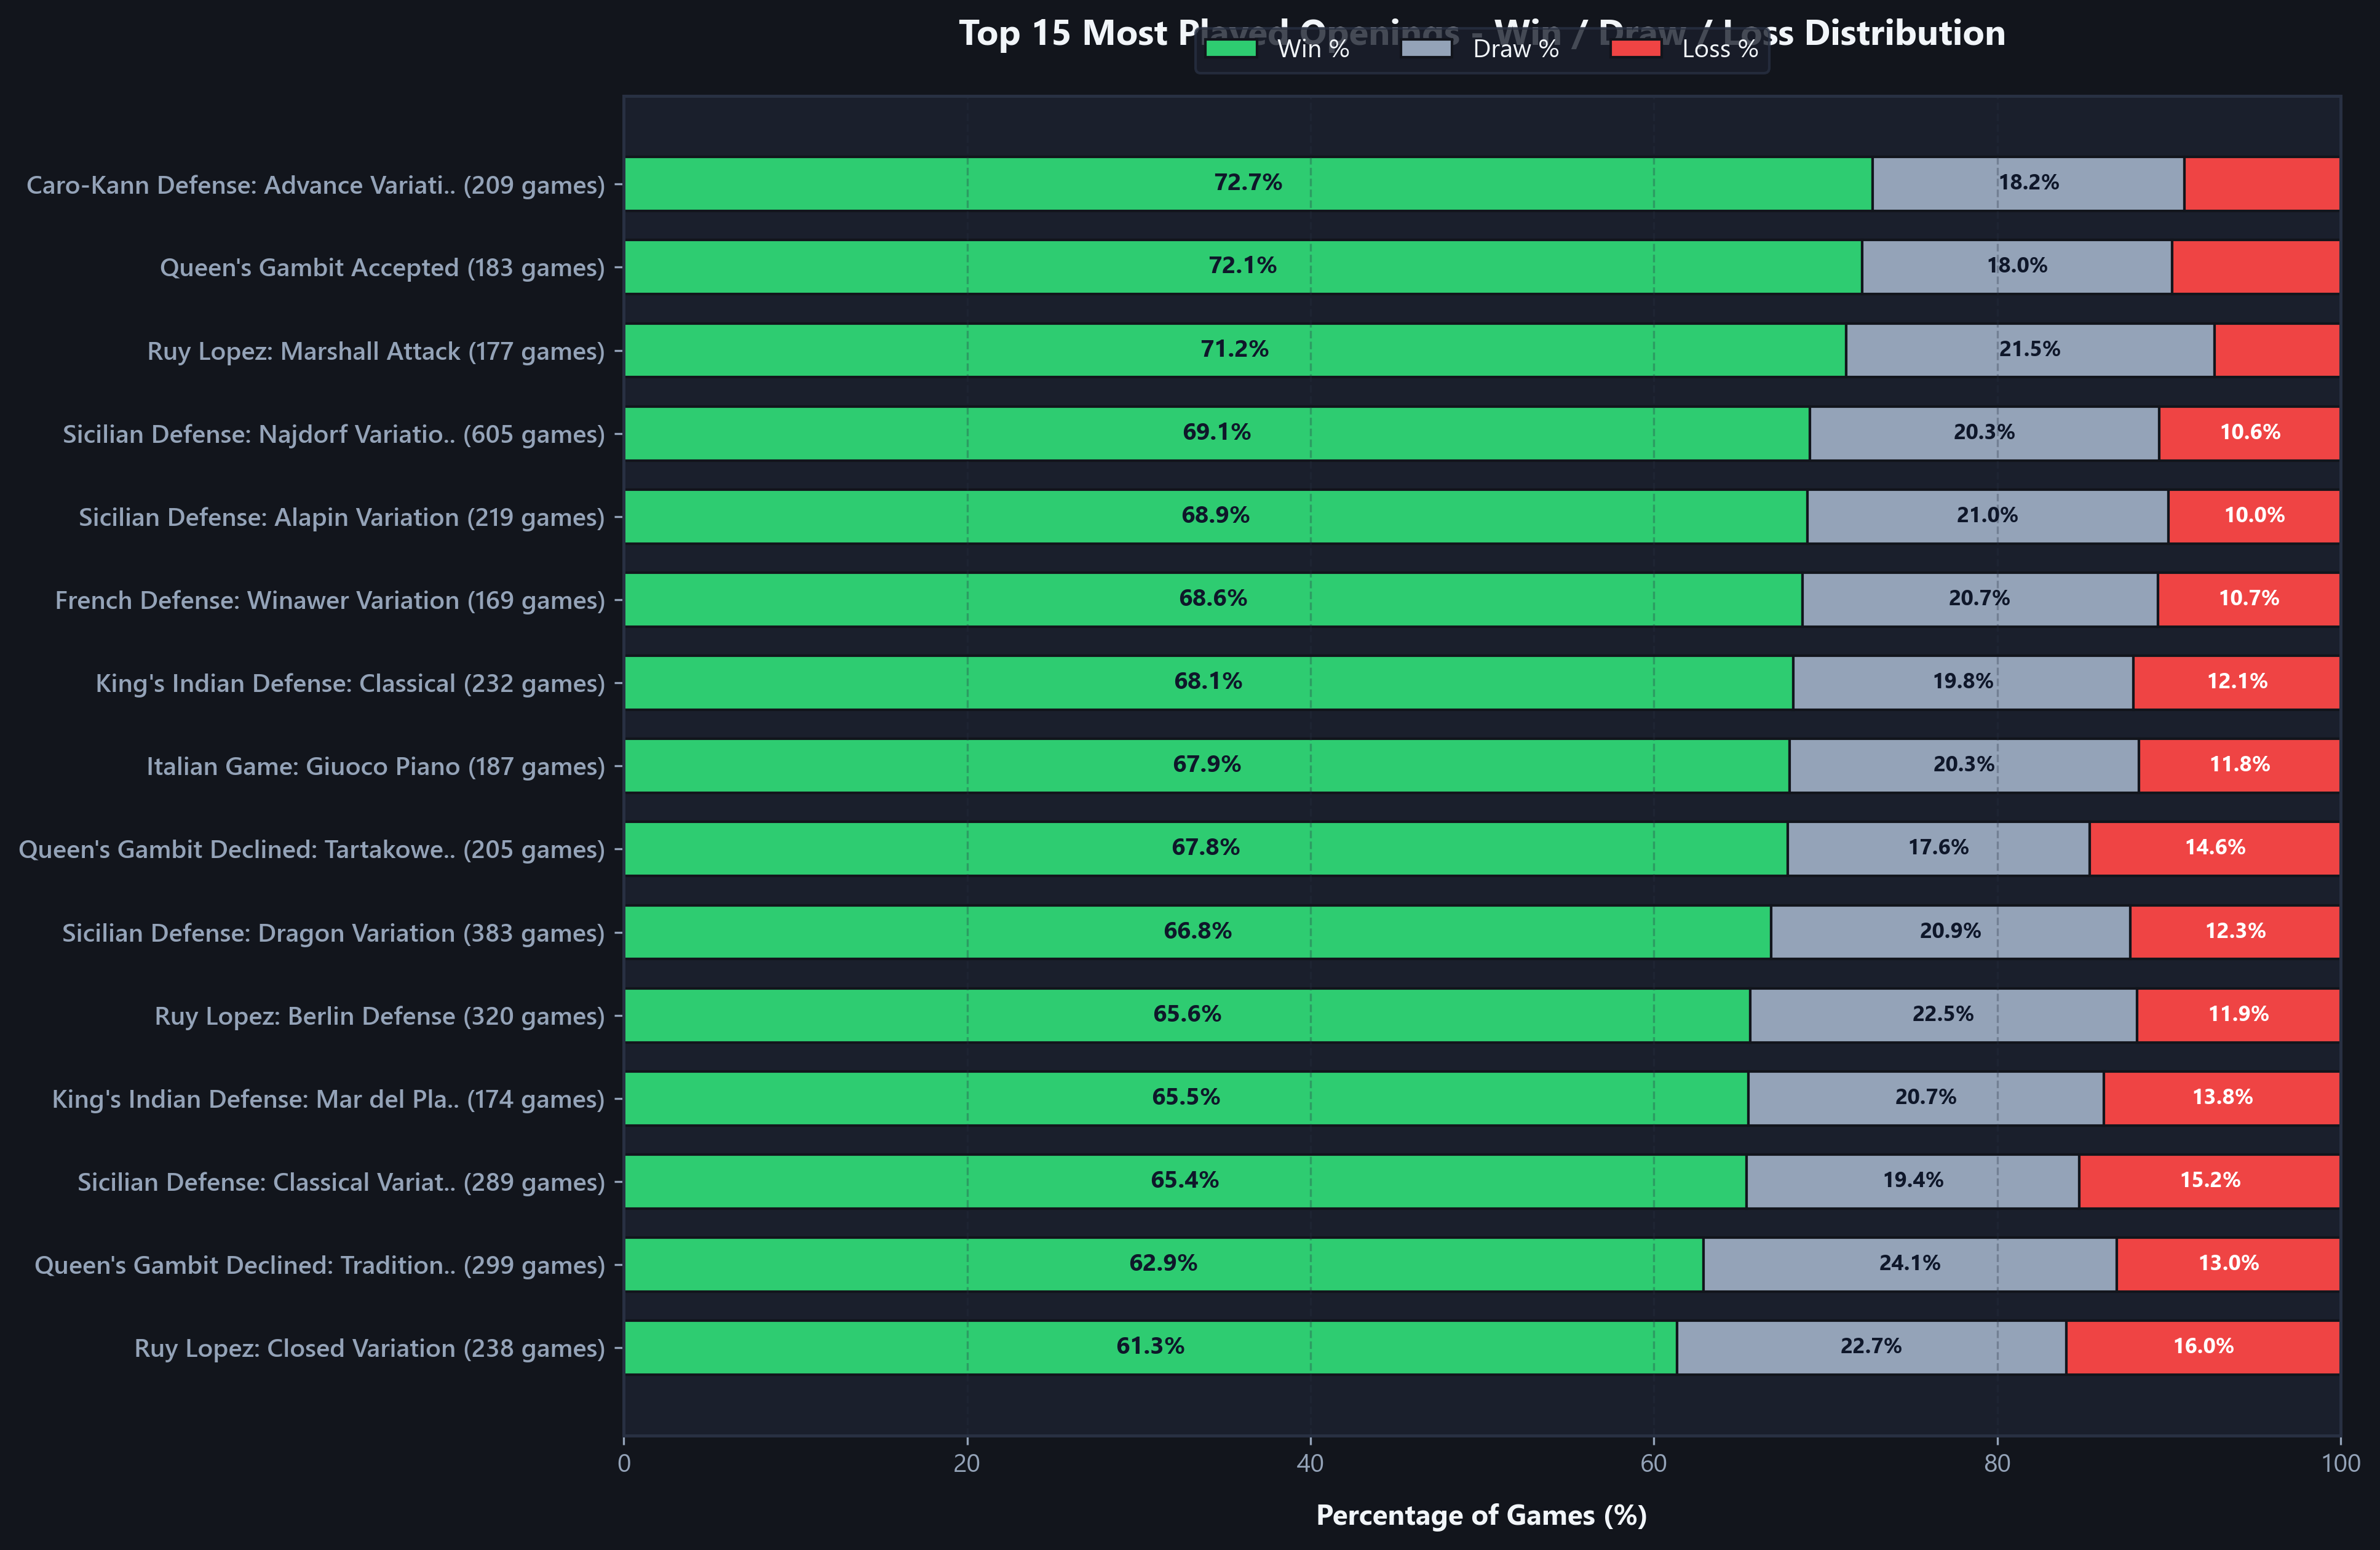 Top 15 Most Played Openings - Win / Draw / Loss Distribution
Win % Draw % Loss %
Caro-Kann Defense: Advance Variati.. (209 games) 72.7% 18.2%
Queen's Gambit Accepted (183 games) 72.1% 18.0%
Ruy Lopez: Marshall Attack (177 games) 71.2% 21.5%
Sicilian Defense: Najdorf Variatio.. (605 games) 69.1% 20.3% 10.6%
Sicilian Defense: Alapin Variation (219 games) 68.9% 21.0% 10.0%
French Defense: Winawer Variation (169 games) 68.6% 20.7% 10.7%
King's Indian Defense: Classical (232 games) 68.1% 19.8% 12.1%
Italian Game: Giuoco Piano (187 games) 67.9% 20.3% 11.8%
Queen's Gambit Declined: Tartakowe.. (205 games) 67.8% 17.6% 14.6%
Sicilian Defense: Dragon Variation (383 games) 66.8% 20.9% 12.3%
Ruy Lopez: Berlin Defense (320 games) 65.6% 22.5% 11.9%
King's Indian Defense: Mar del Pla.. (174 games) 65.5% 20.7% 13.8%
Sicilian Defense: Classical Variat.. (289 games) 65.4% 19.4% 15.2%
Queen's Gambit Declined: Tradition.. (299 games) 62.9% 24.1% 13.0%
Ruy Lopez: Closed Variation (238 games) 61.3% 22.7% 16.0%
0 20 40 60 80 100
Percentage of Games (%)